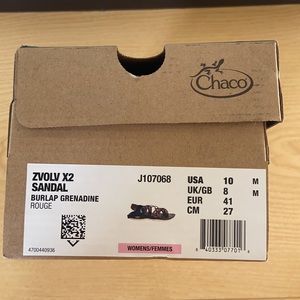 Chaco
ZVOLV X2
SANDAL
BURLAP GRENADINE
ROUGE
J107068
USA 10 M
UK/GB 8 M
EUR 41
CM 27
4700440936
WOMENS/FEMMES